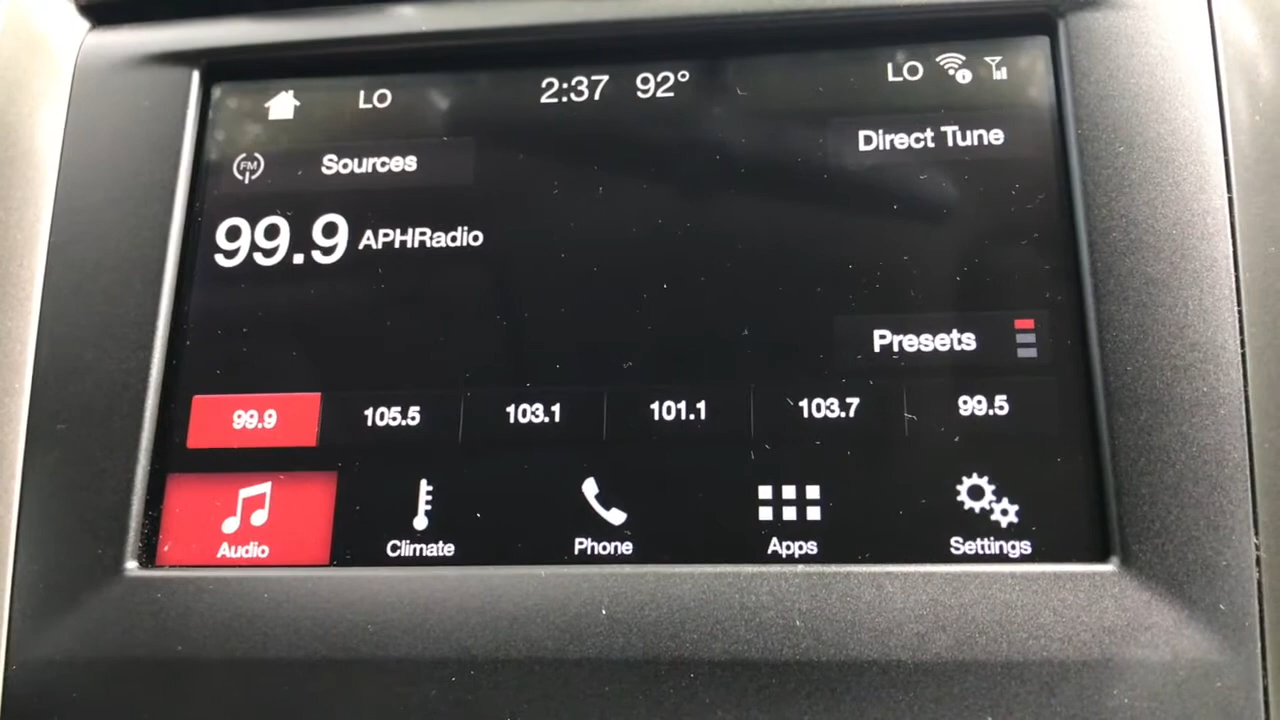 LO 2:37 92° LO
FM Sources Direct Tune
99.9 APHRadio
Presets
99.9 105.5 103.1 101.1 103.7 99.5
Audio Climate Phone Apps Settings